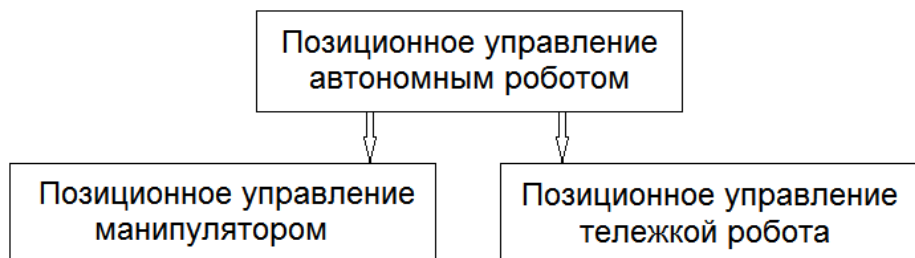 Позиционное управление
автономным роботом
Позиционное управление
манипулятором
Позиционное управление
тележкой робота